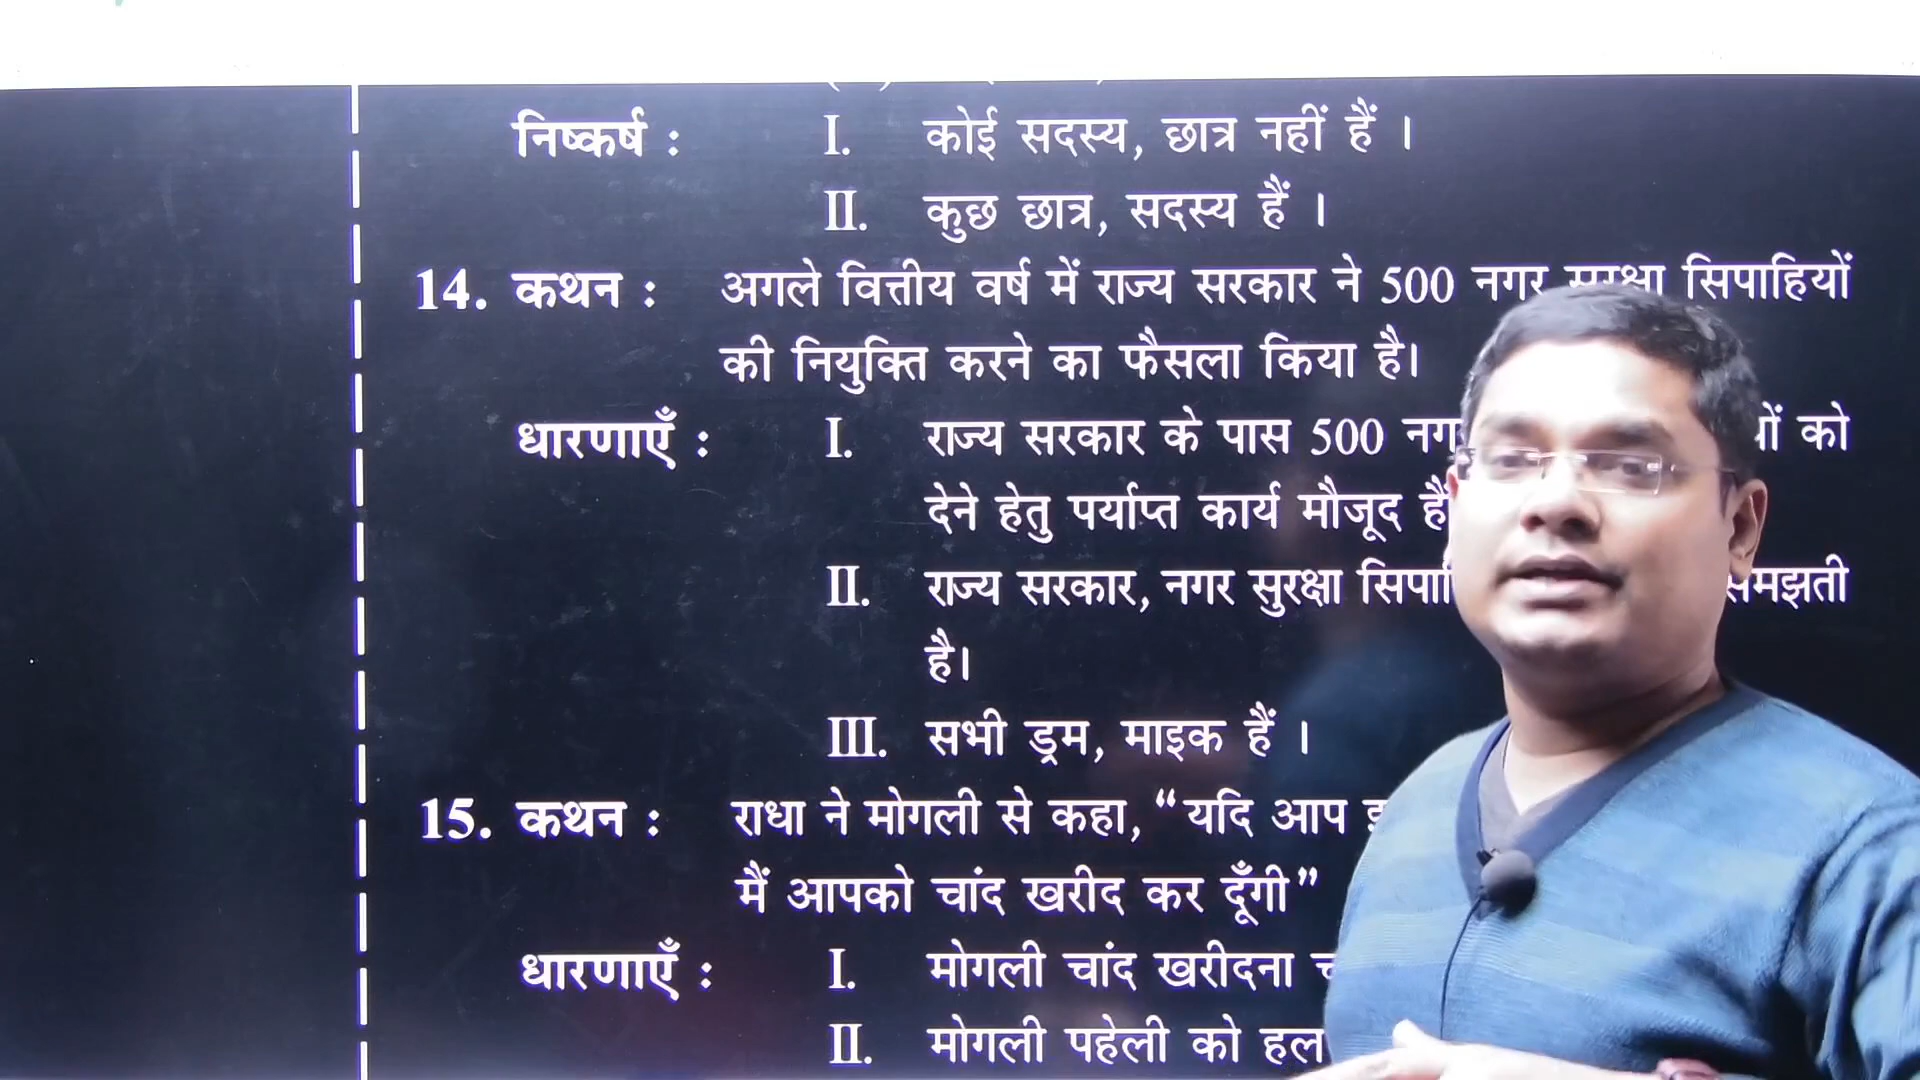 निष्कर्ष : I. कोई सदस्य, छात्र नहीं हैं ।
II. कुछ छात्र, सदस्य हैं ।
14. कथन : अगले वित्तीय वर्ष में राज्य सरकार ने 500 नगर सुरक्षा सिपाहियों
की नियुक्ति करने का फैसला किया है।
धारणाएँ : I. राज्य सरकार के पास 500 को
देने हेतु पर्याप्त कार्य मौजूद
II. राज्य सरकार, नगर सुरक्षा समझती
है।
III. सभी ड्रम, माइक हैं ।
15. कथन : राधा ने मोगली से कहा, “यदि आप
मैं आपको चांद खरीद कर दूँगी”
धारणाएँ : I. मोगली चांद खरीदना
II. मोगली पहेली को हल